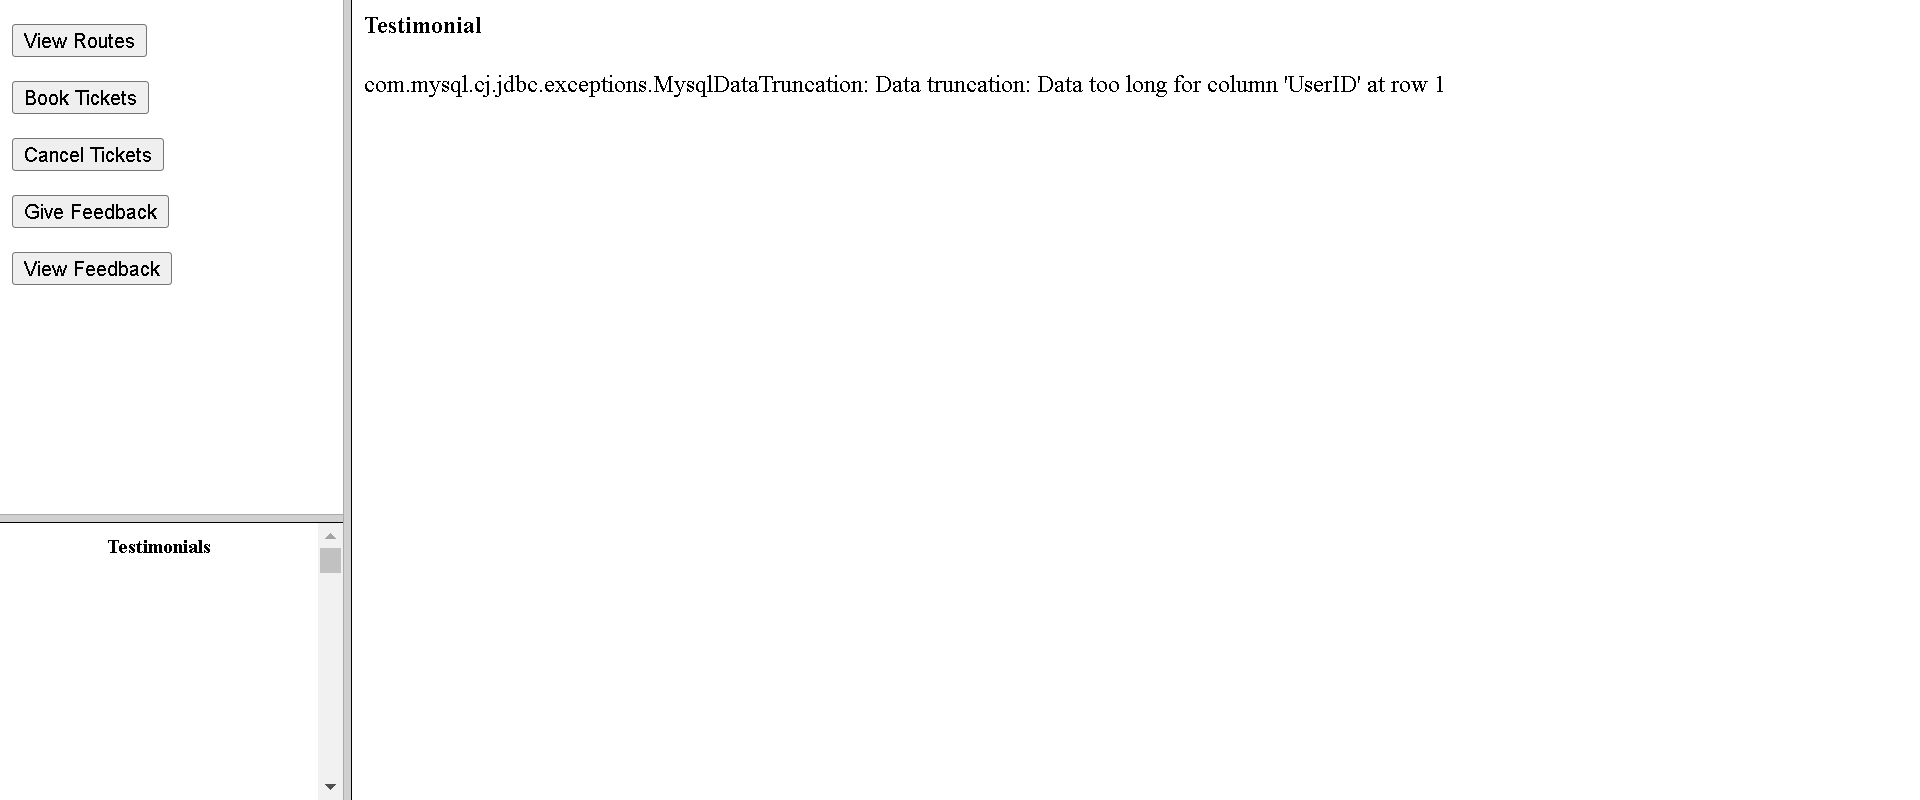 View Routes
Book Tickets
Cancel Tickets
Give Feedback
View Feedback
Testimonials
Testimonial
com.mysql.cj.jdbc.exceptions.MysqlDataTruncation: Data truncation: Data too long for column 'UserID' at row 1